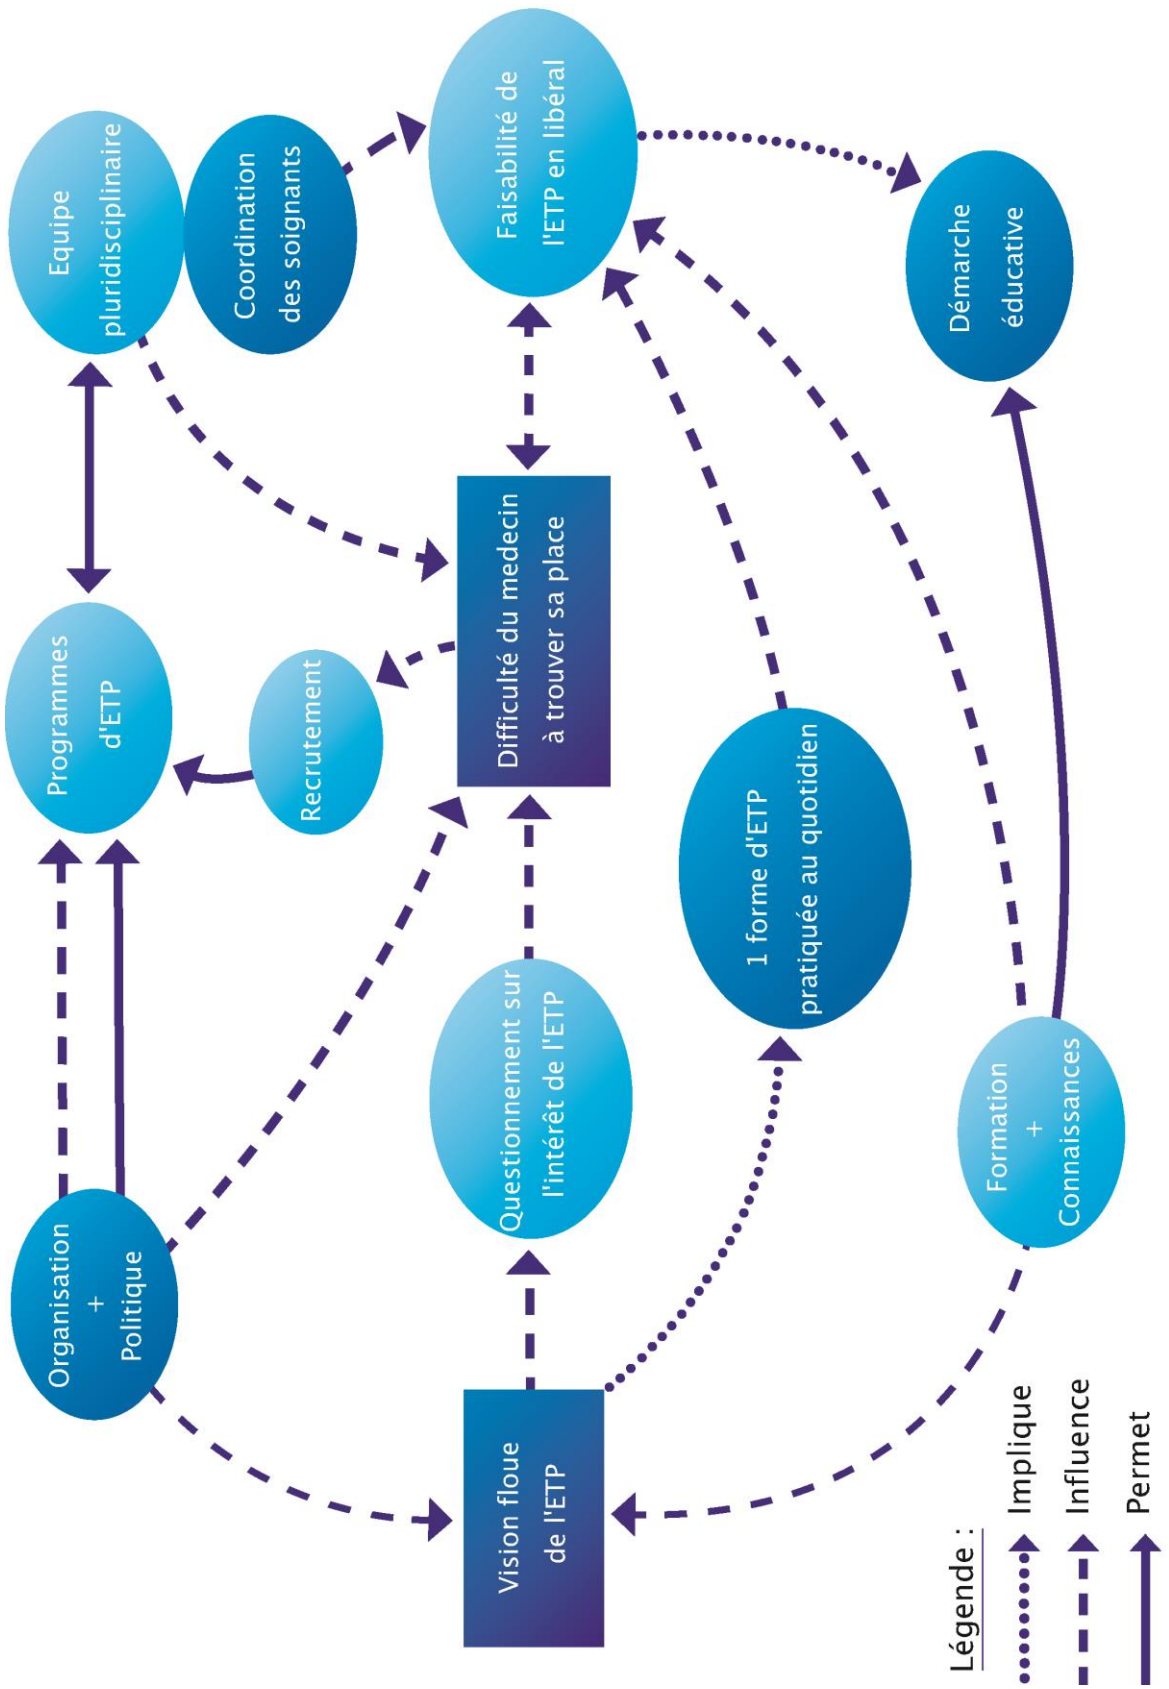 Organisation
+
Politique
Programmes
d'ETP
Equipe
pluridisciplinaire
Recrutement
Coordination
des soignants
Vision floue
de l'ETP
Questionnement sur
l'intérêt de l'ETP
Difficulté du medecin
à trouver sa place
Faisabilité de
l'ETP en libéral
1 forme d'ETP
pratiquée au quotidien
Formation
+
Connaissances
Démarche
éducative
Légende :
Implique
Influence
Permet